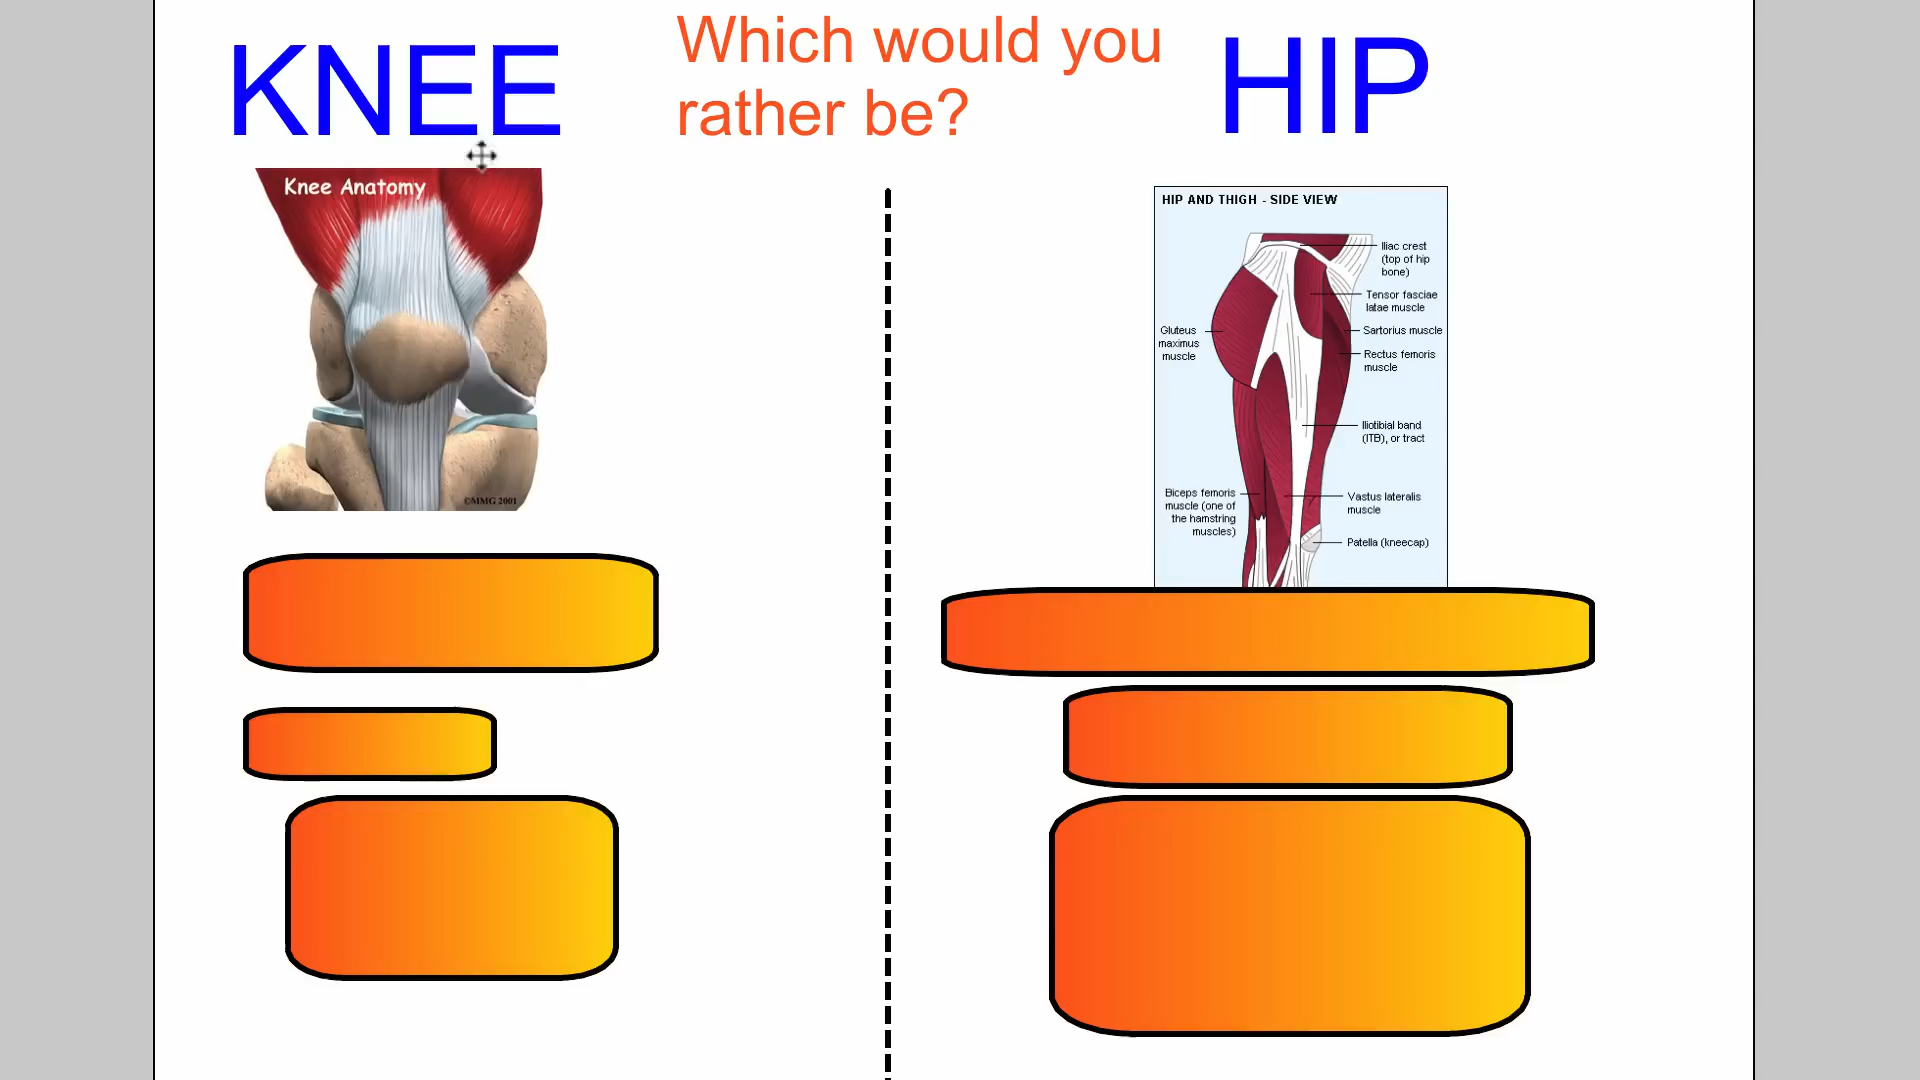 KNEE
Which would you
rather be?
HIP
Knee Anatomy
©MMG 2001
HIP AND THIGH - SIDE VIEW
Iliac crest
(top of hip
bone)
Tensor fasciae
latae muscle
Sartorius muscle
Rectus femoris
muscle
Gluteus
maximus
muscle
Iliotibial band
(ITB), or tract
Biceps femoris
muscle (one of
the hamstring
muscles)
Vastus lateralis
muscle
Patella (kneecap)